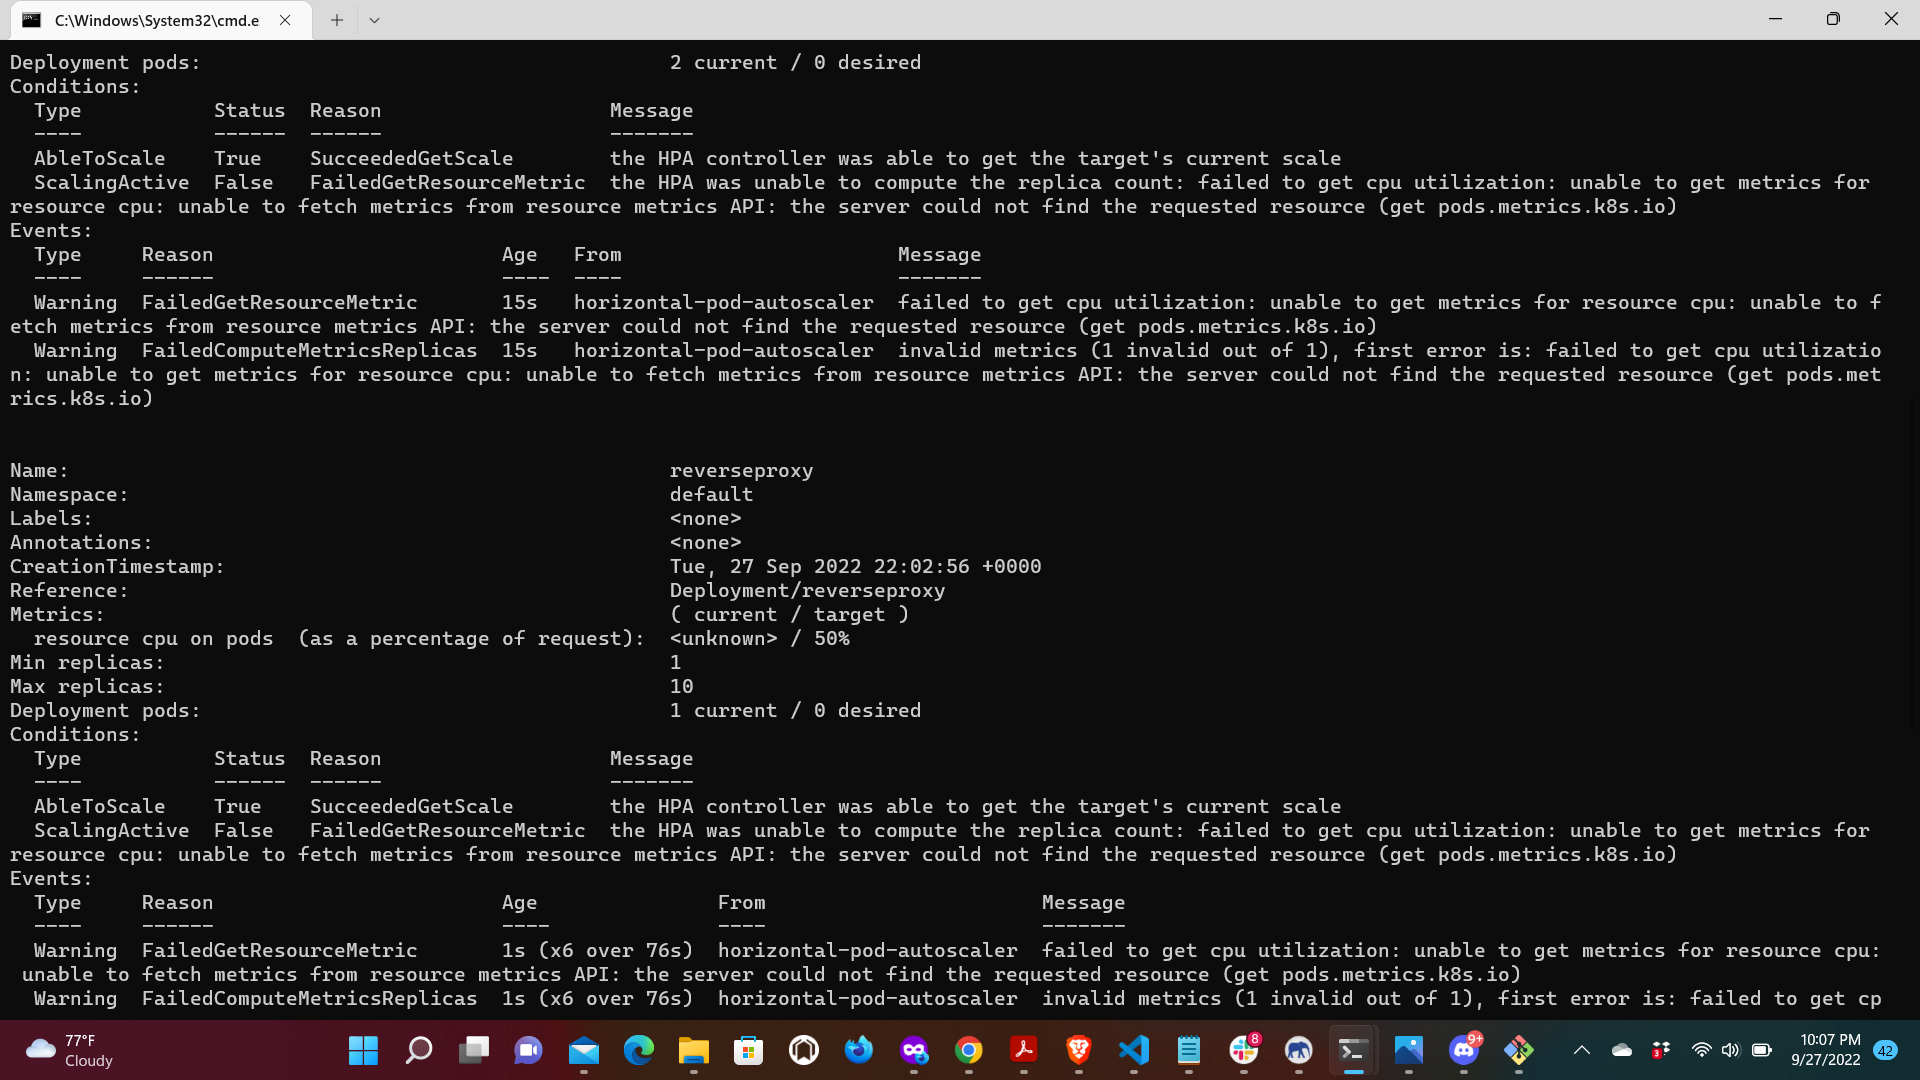 C:\Windows\System32\cmd.e
Deployment pods: 2 current / 0 desired
Conditions:
Type Status Reason Message
---- ------ ------ -------
AbleToScale True SucceededGetScale the HPA controller was able to get the target's current scale
ScalingActive False FailedGetResourceMetric the HPA was unable to compute the replica count: failed to get cpu utilization: unable to get metrics for
resource cpu: unable to fetch metrics from resource metrics API: the server could not find the requested resource (get pods.metrics.k8s.io)
Events:
Type Reason Age From Message
---- ------ ---- ---- -------
Warning FailedGetResourceMetric 15s horizontal-pod-autoscaler failed to get cpu utilization: unable to get metrics for resource cpu: unable to f
etch metrics from resource metrics API: the server could not find the requested resource (get pods.metrics.k8s.io)
Warning FailedComputeMetricsReplicas 15s horizontal-pod-autoscaler invalid metrics (1 invalid out of 1), first error is: failed to get cpu utilizatio
n: unable to get metrics for resource cpu: unable to fetch metrics from resource metrics API: the server could not find the requested resource (get pods.met
rics.k8s.io)
Name: reverseproxy
Namespace: default
Labels: <none>
Annotations: <none>
CreationTimestamp: Tue, 27 Sep 2022 22:02:56 +0000
Reference: Deployment/reverseproxy
Metrics: ( current / target )
resource cpu on pods (as a percentage of request): <unknown> / 50%
Min replicas: 1
Max replicas: 10
Deployment pods: 1 current / 0 desired
Conditions:
Type Status Reason Message
---- ------ ------ -------
AbleToScale True SucceededGetScale the HPA controller was able to get the target's current scale
ScalingActive False FailedGetResourceMetric the HPA was unable to compute the replica count: failed to get cpu utilization: unable to get metrics for
resource cpu: unable to fetch metrics from resource metrics API: the server could not find the requested resource (get pods.metrics.k8s.io)
Events:
Type Reason Age From Message
---- ------ ---- ---- -------
Warning FailedGetResourceMetric 1s (x6 over 76s) horizontal-pod-autoscaler failed to get cpu utilization: unable to get metrics for resource cpu:
unable to fetch metrics from resource metrics API: the server could not find the requested resource (get pods.metrics.k8s.io)
Warning FailedComputeMetricsReplicas 1s (x6 over 76s) horizontal-pod-autoscaler invalid metrics (1 invalid out of 1), first error is: failed to get cp
77°F
Cloudy
8
9+
3
10:07 PM
9/27/2022
42